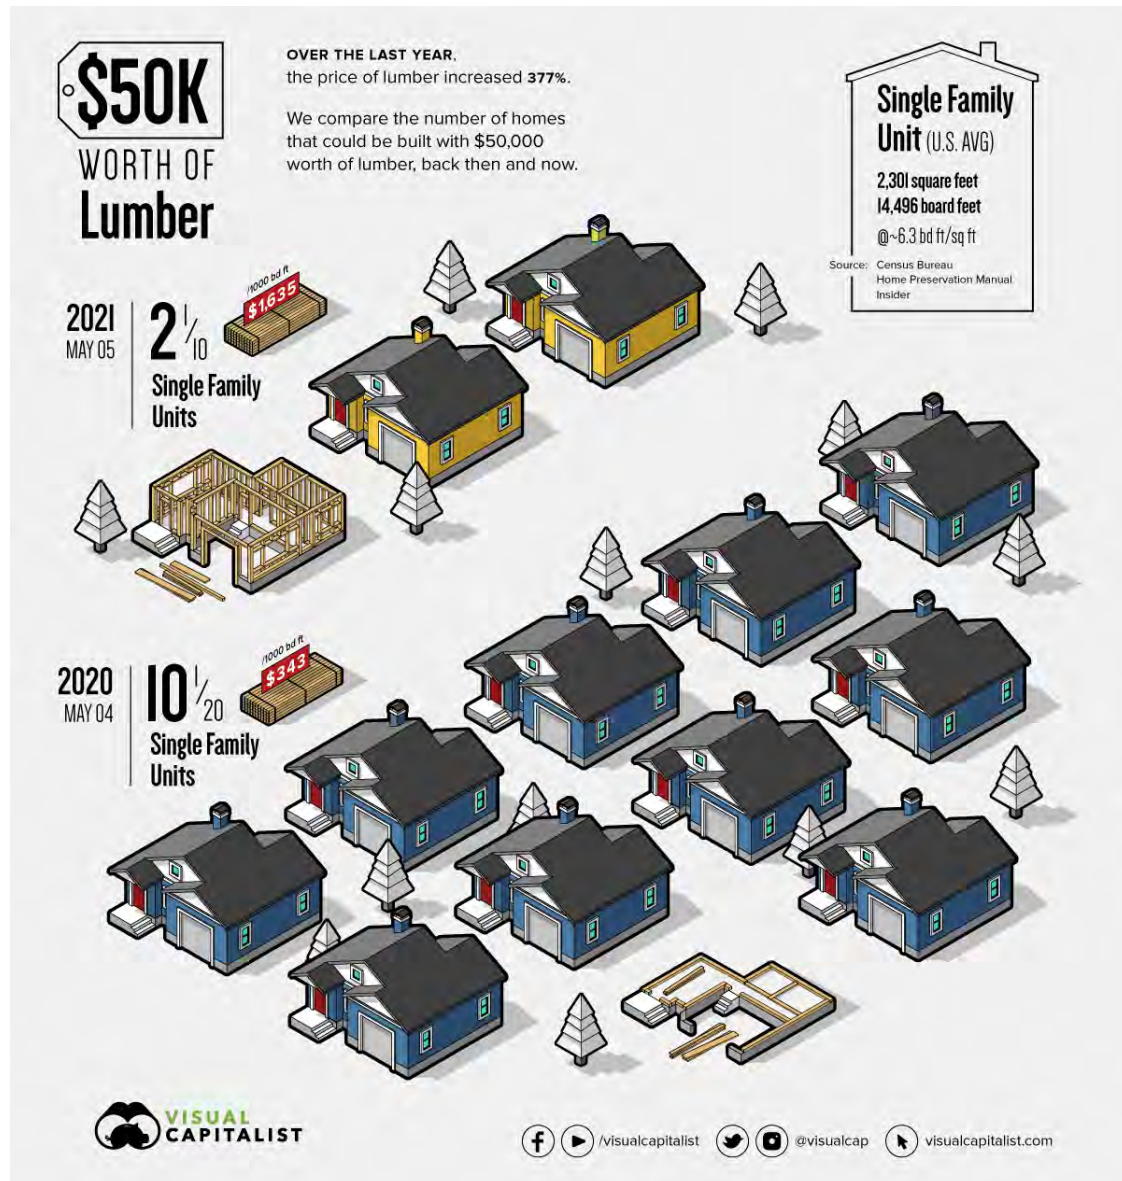 $50K
WORTH OF
Lumber
OVER THE LAST YEAR,
the price of lumber increased 377%.
We compare the number of homes
that could be built with $50,000
worth of lumber, back then and now.
Single Family
Unit (U.S. AVG)
2,301 square feet
14,496 board feet
@~6.3 bd ft/sq ft
Source: Census Bureau
Home Preservation Manual
Insider
2021
MAY 05
2 1/10
Single Family
Units
/1000 bd ft
$1,635
2020
MAY 04
10 1/20
Single Family
Units
/1000 bd ft
$343
VISUAL
CAPITALIST
/visualcapitalist
@visualcap
visualcapitalist.com